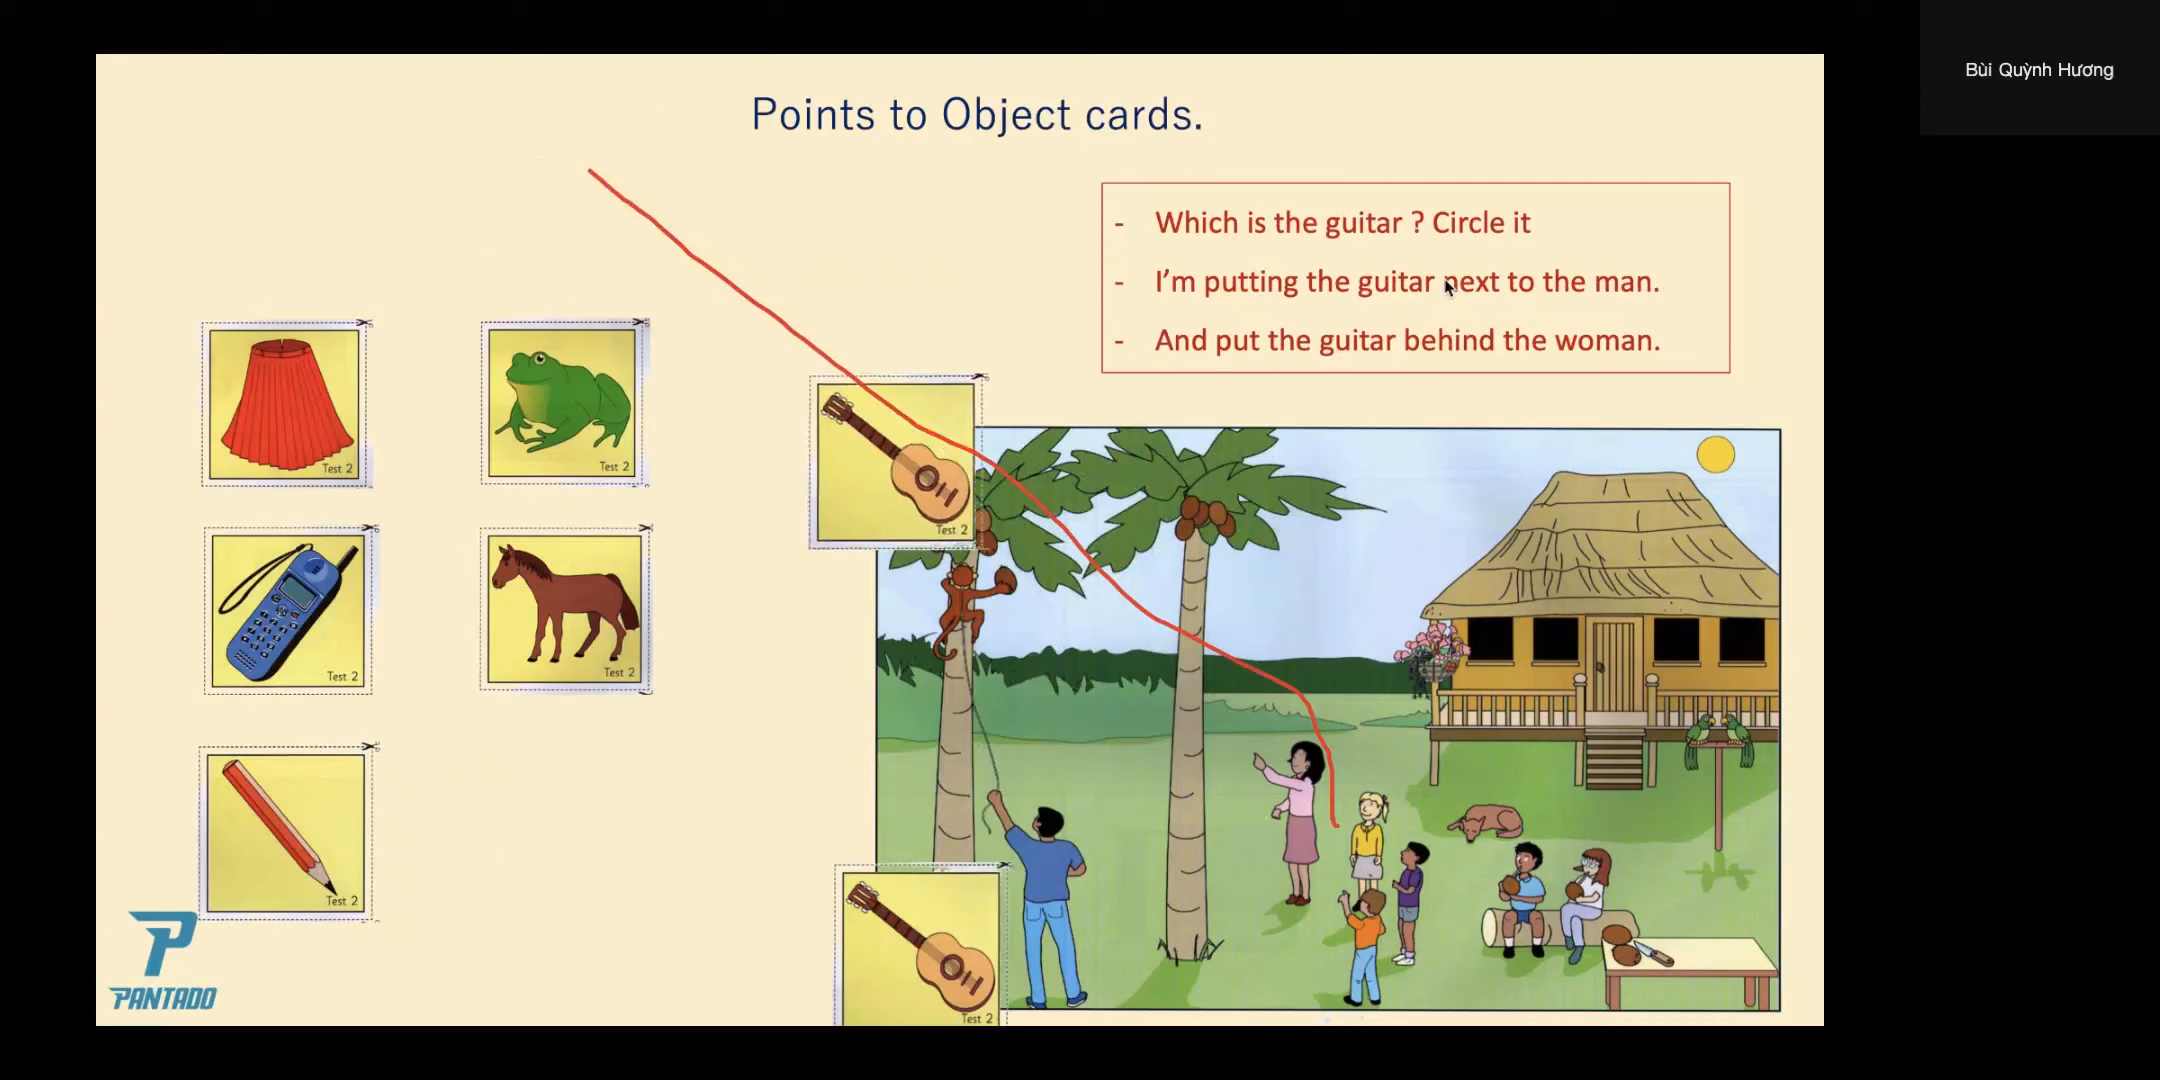 Bùi Quỳnh Hương
Points to Object cards.
- Which is the guitar ? Circle it
- I'm putting the guitar next to the man.
- And put the guitar behind the woman.
Test 2
Test 2
Test 2
Test 2
Test 2
Test 2
Test 2
PANTADO